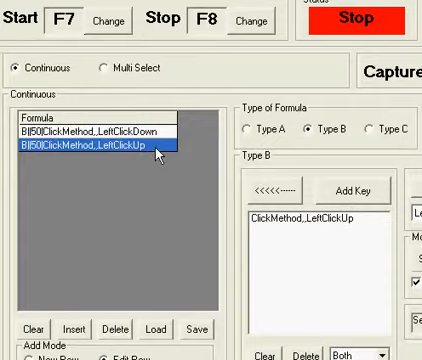 Status
Start F7 Change Stop F8 Change Stop
Continuous Multi Select
Capture
Continuous
Formula
B||50|ClickMethod,,LeftClickDown
B||50|ClickMethod,,LeftClickUp
Type of Formula
Type A Type B Type C
Type B
<<<<<------ Add Key
ClickMethod,,LeftClickUp
Clear Insert Delete Load Save
Add Mode
New Row Edit Row
Clear Delete Both